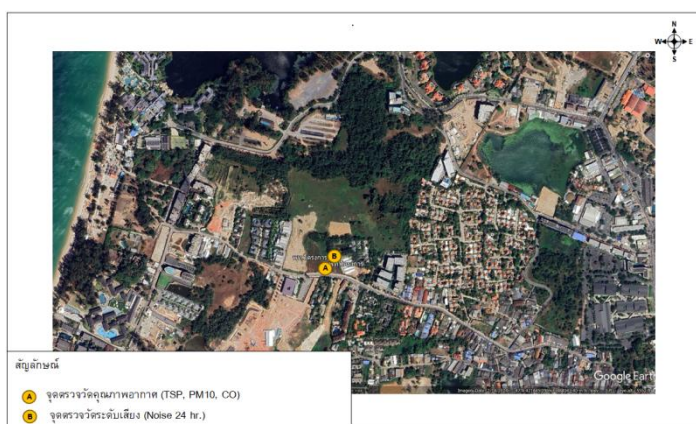 N
W E
S
Google Eart
สัญลักษณ์
A จุดตรวจวัดคุณภาพอากาศ (TSP, PM10, CO)
B จุดตรวจวัดระดับเสียง (Noise 24 hr.)
B
A